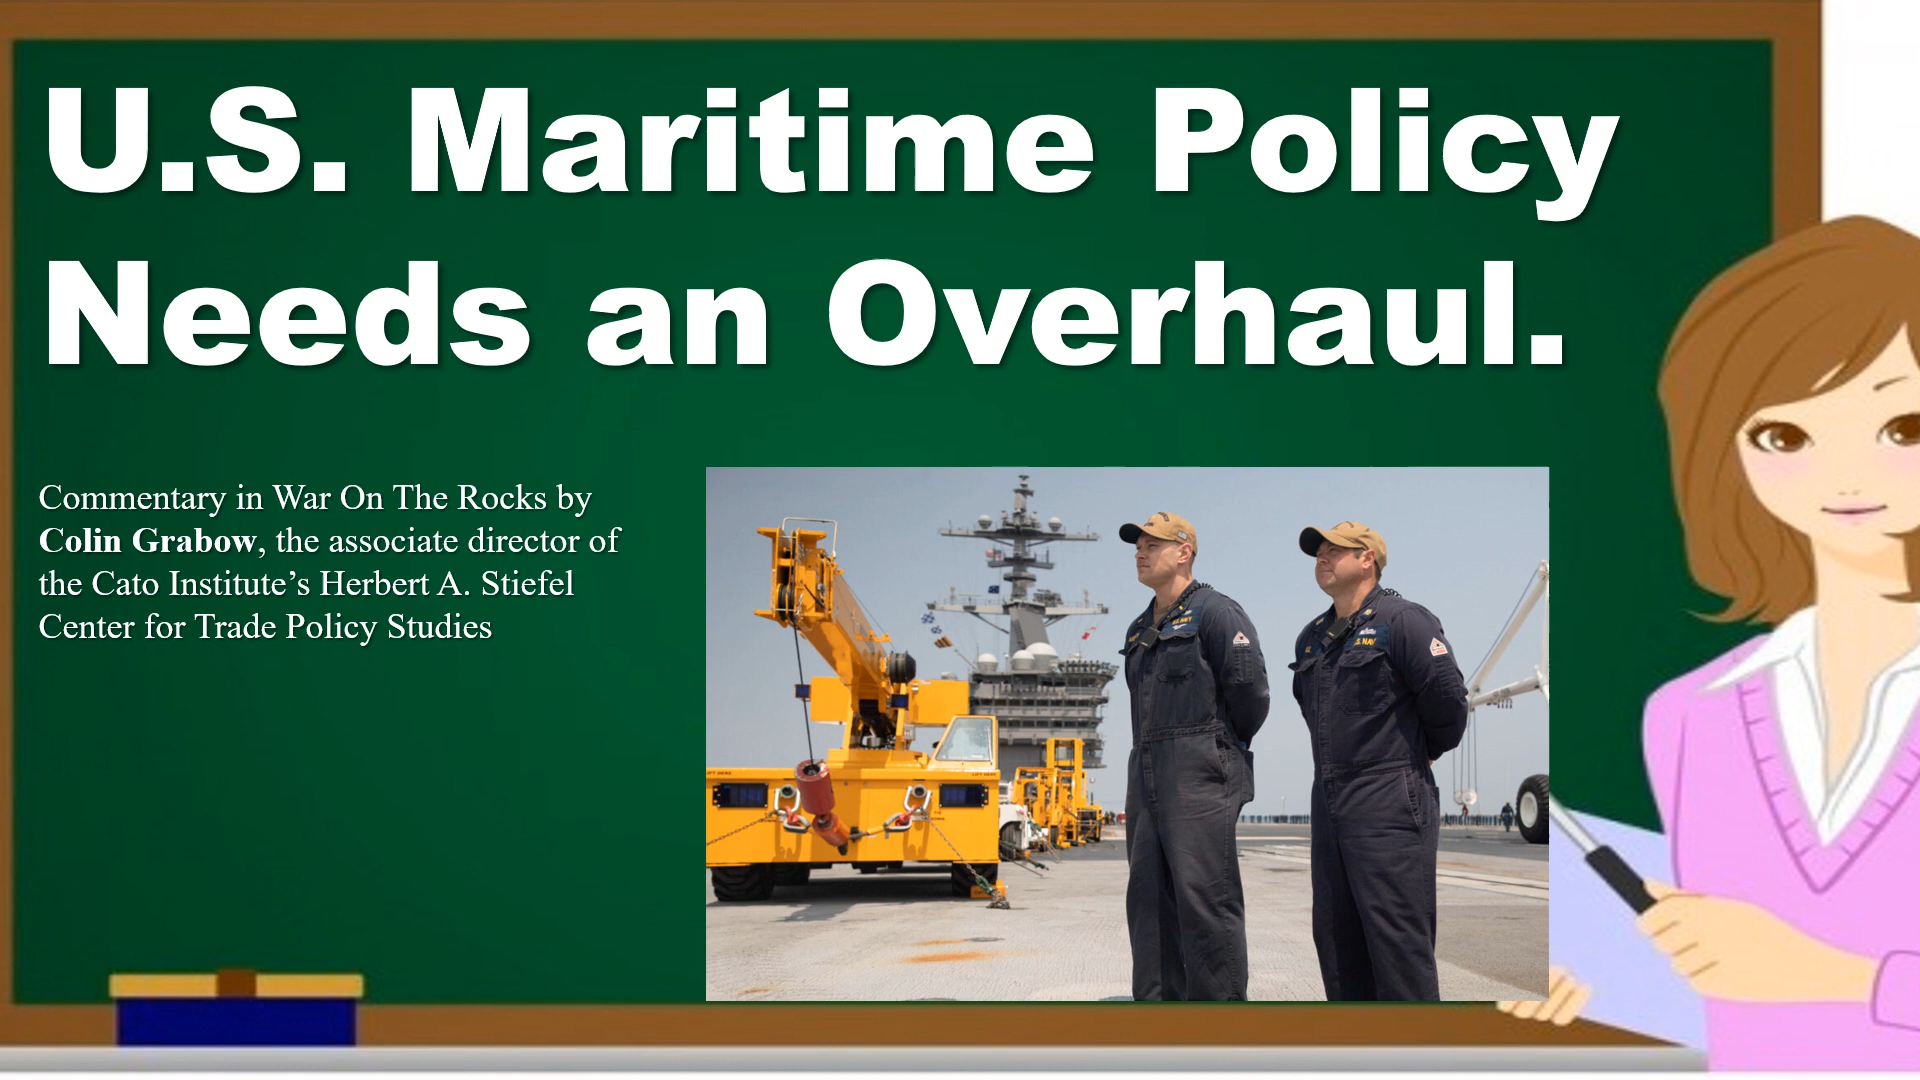 U.S. Maritime Policy
Needs an Overhaul.
Commentary in War On The Rocks by
Colin Grabow, the associate director of
the Cato Institute’s Herbert A. Stiefel
Center for Trade Policy Studies
U.S. NAVY